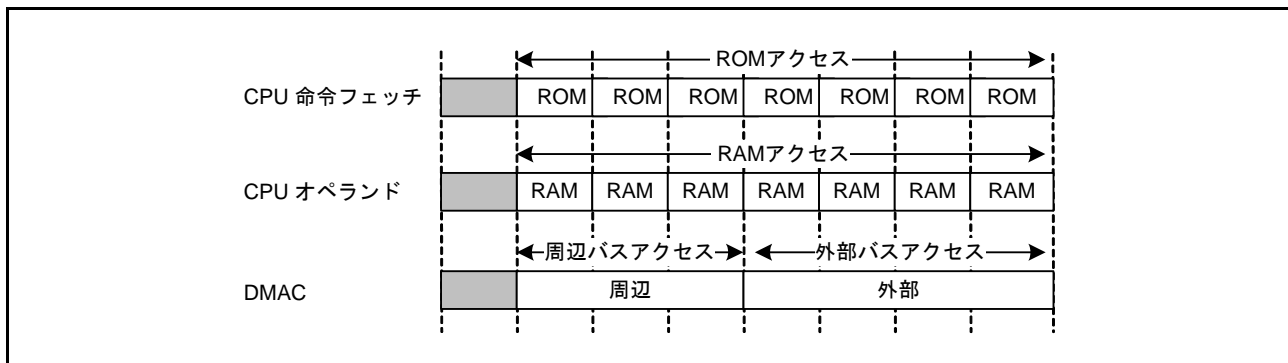 ROMアクセス
CPU 命令フェッチ ROM ROM ROM ROM ROM ROM ROM
RAMアクセス
CPU オペランド RAM RAM RAM RAM RAM RAM RAM
周辺バスアクセス 外部バスアクセス
DMAC 周辺 外部